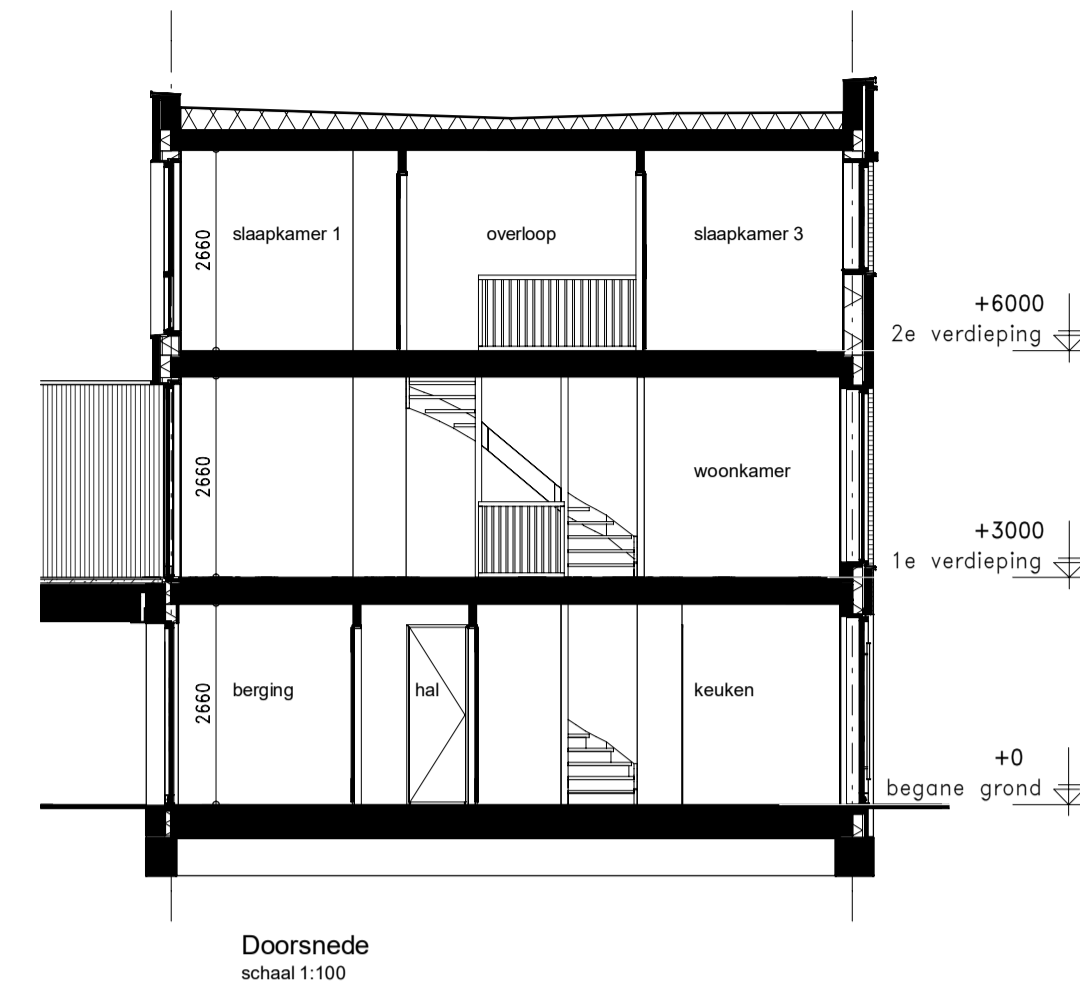 2660
slaapkamer 1
overloop
slaapkamer 3
+6000
2e verdieping
2660
woonkamer
+3000
1e verdieping
2660
berging
hal
keuken
+0
begane grond
Doorsnede
schaal 1:100